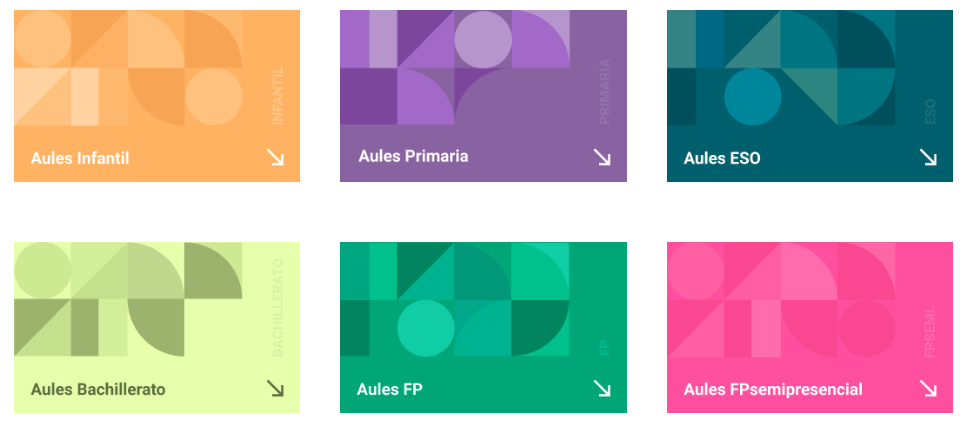 INFANTIL
Aules Infantil
PRIMARIA
Aules Primaria
ESO
Aules ESO
BACHILLERATO
Aules Bachillerato
FP
Aules FP
FPSEMI.
Aules FPsemipresencial